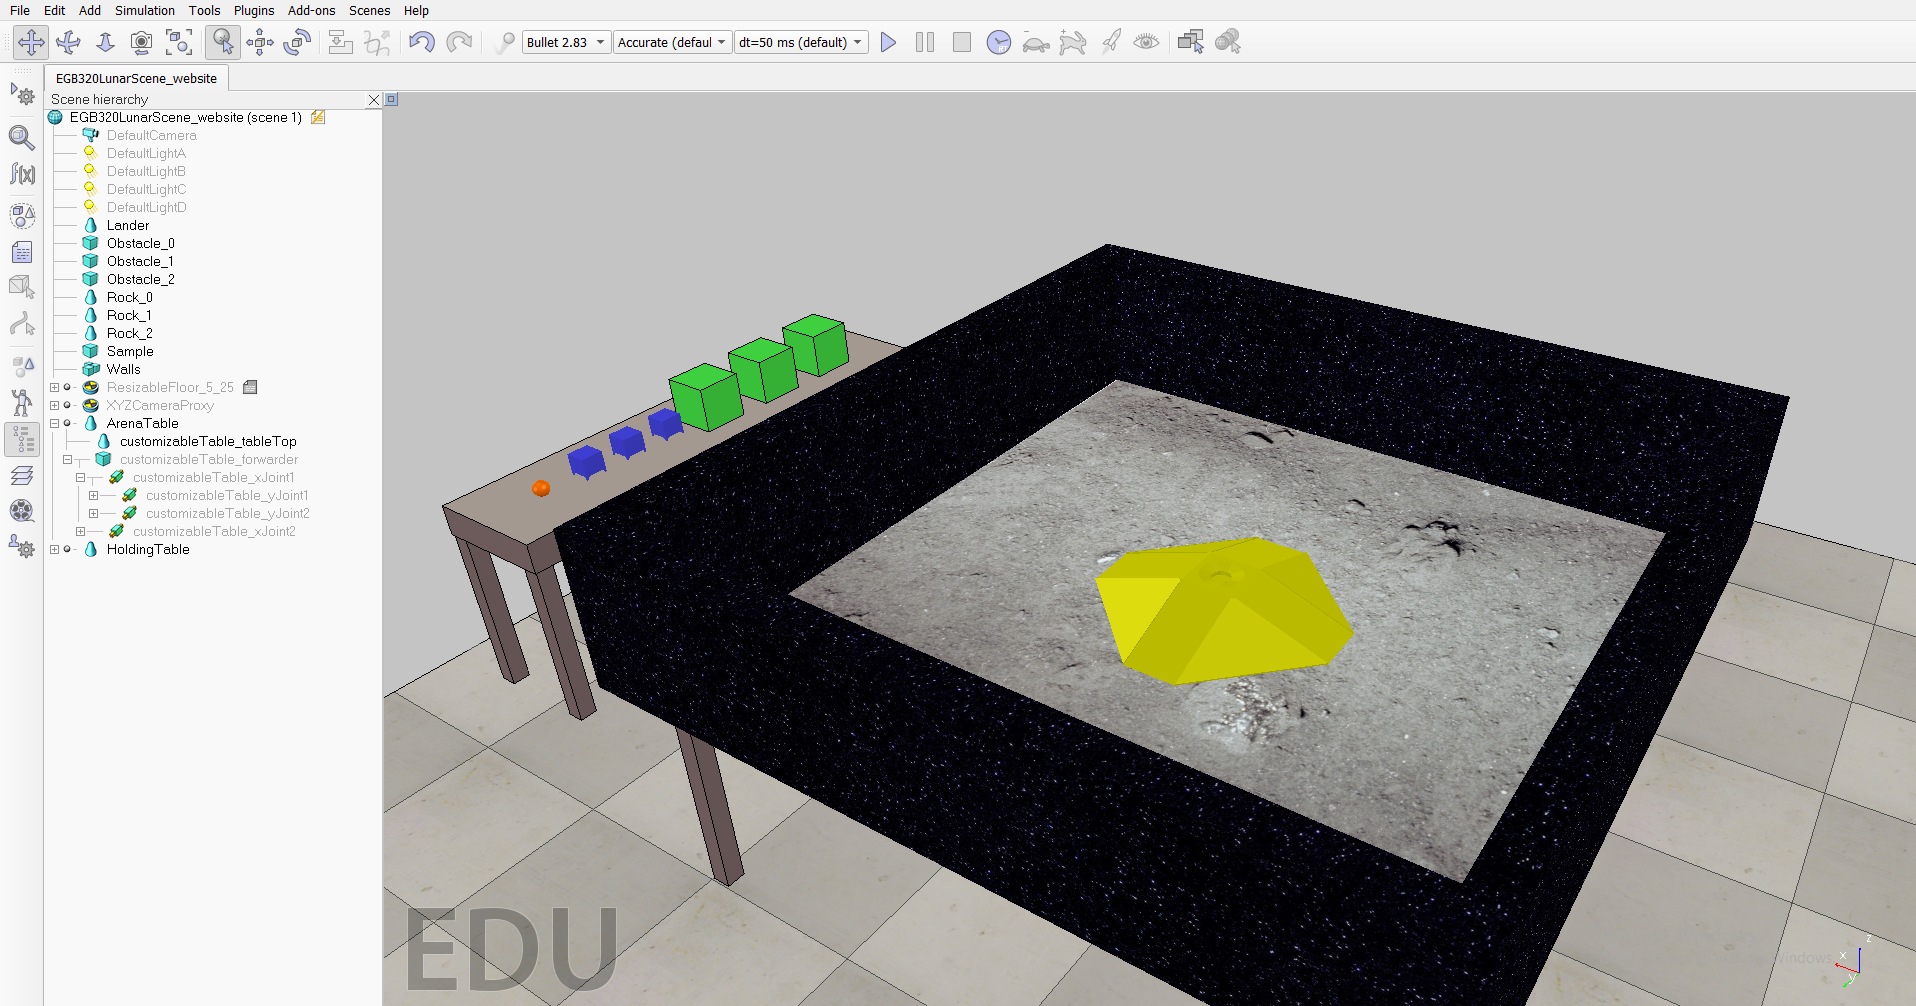 File Edit Add Simulation Tools Plugins Add-ons Scenes Help
Bullet 2.83 Accurate (defaul dt=50 ms (default) RT
EGB320LunarScene_website
Scene hierarchy
f(x)
EGB320LunarScene_website (scene 1)
DefaultCamera
DefaultLightA
DefaultLightB
DefaultLightC
DefaultLightD
Lander
Obstacle_0
Obstacle_1
Obstacle_2
Rock_0
Rock_1
Rock_2
Sample
Walls
ResizableFloor_5_25
XYZCameraProxy
ArenaTable
customizableTable_tableTop
customizableTable_forwarder
customizableTable_xJoint1
customizableTable_yJoint1
customizableTable_yJoint2
customizableTable_xJoint2
HoldingTable
EDU
z
x
Windows
y